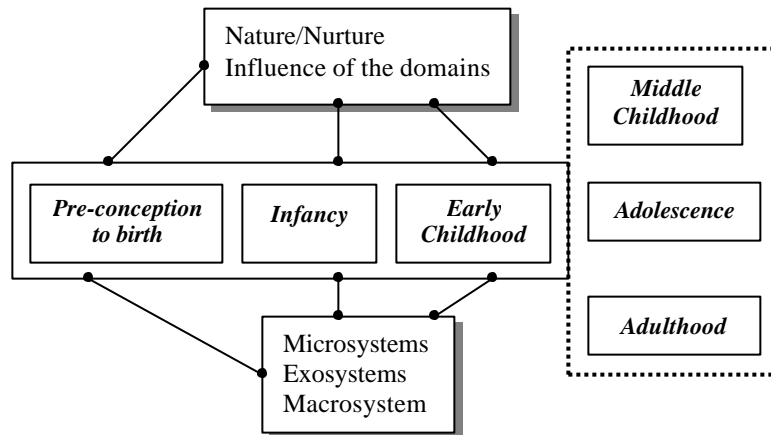 Nature/Nurture
Influence of the domains
Middle
Childhood
Pre-conception
to birth
Infancy
Early
Childhood
Adolescence
Adulthood
Microsystems
Exosystems
Macrosystem